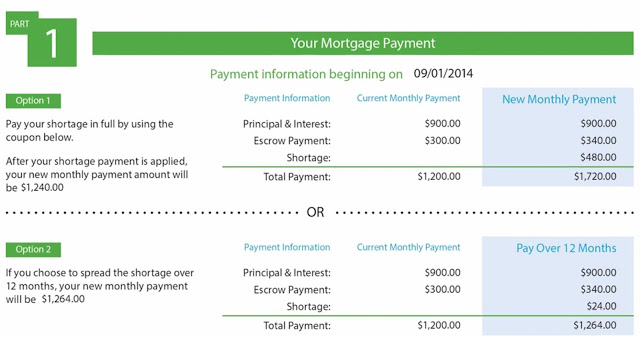 PART
1
Your Mortgage Payment
Payment information beginning on 09/01/2014
Option 1
Pay your shortage in full by using the
coupon below.
After your shortage payment is applied,
your new monthly payment amount will
be $1,240.00
Payment Information Current Monthly Payment New Monthly Payment
Principal & Interest: $900.00 $900.00
Escrow Payment: $300.00 $340.00
Shortage: $480.00
Total Payment: $1,200.00 $1,720.00
OR
Option 2
If you choose to spread the shortage over
12 months, your new monthly payment
will be $1,264.00
Payment Information Current Monthly Payment Pay Over 12 Months
Principal & Interest: $900.00 $900.00
Escrow Payment: $300.00 $340.00
Shortage: $24.00
Total Payment: $1,200.00 $1,264.00